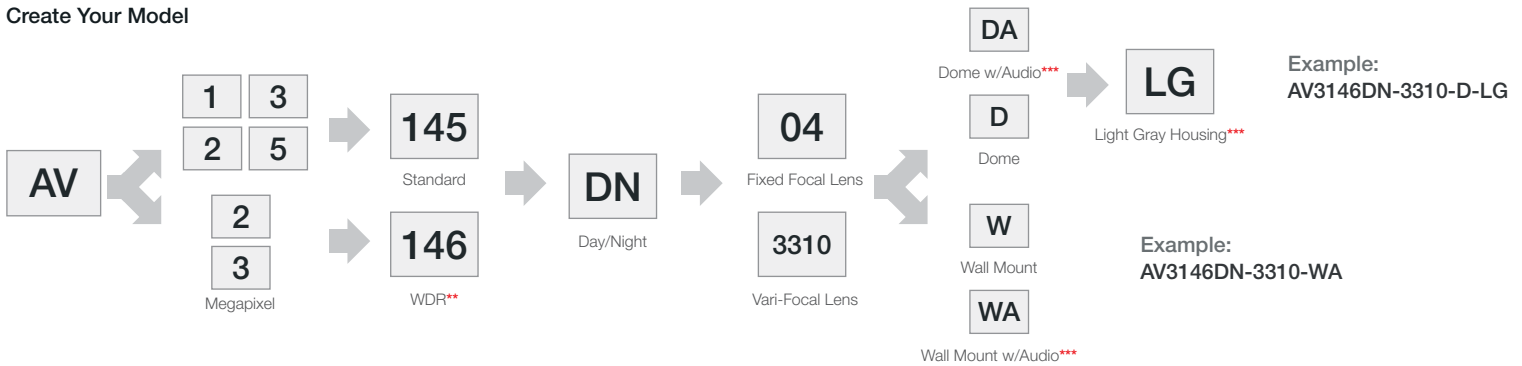 Create Your Model
AV
1 3
2 5
2
3
Megapixel
145
Standard
146
WDR**
DN
Day/Night
04
Fixed Focal Lens
3310
Vari-Focal Lens
DA
Dome w/Audio***
D
Dome
W
Wall Mount
WA
Wall Mount w/Audio***
LG
Light Gray Housing***
Example:
AV3146DN-3310-D-LG
Example:
AV3146DN-3310-WA